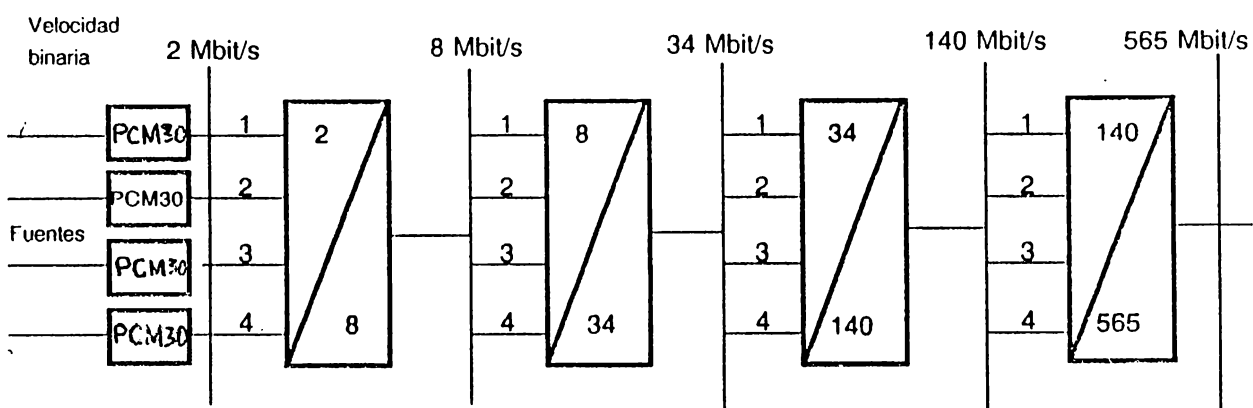 Velocidad
binaria
2 Mbit/s
8 Mbit/s
34 Mbit/s
140 Mbit/s
565 Mbit/s
Fuentes
PCM30
PCM30
PCM30
PCM30
1
2
3
4
2
8
1
2
3
4
8
34
1
2
3
4
34
140
1
2
3
4
140
565